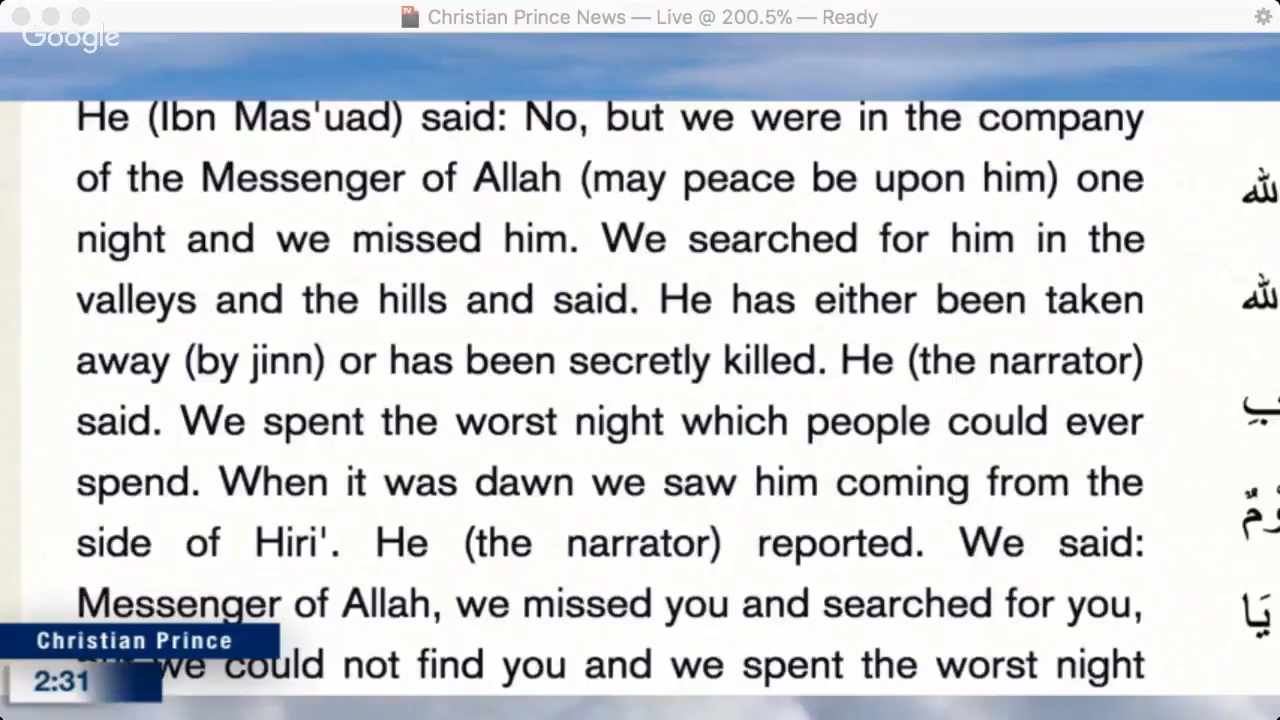 Christian Prince News — Live @ 200.5% — Ready
Google
He (Ibn Mas'uad) said: No, but we were in the company
of the Messenger of Allah (may peace be upon him) one
night and we missed him. We searched for him in the
valleys and the hills and said. He has either been taken
away (by jinn) or has been secretly killed. He (the narrator)
said. We spent the worst night which people could ever
spend. When it was dawn we saw him coming from the
side of Hiri'. He (the narrator) reported. We said:
Messenger of Allah, we missed you and searched for you,
we could not find you and we spent the worst night
لله
لله
يَا
Christian Prince
2:31